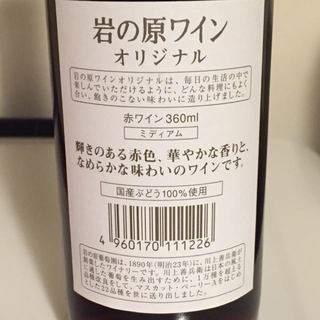 岩の原ワイン
オリジナル
岩の原ワインオリジナルは、毎日の生活の中で
楽しんでいただけるように、どんな料理にもよく
合い、飽きのこない味わいに造り上げました。
赤ワイン 360ml
ミディアム
輝きのある赤色、華やかな香りと、
なめらかな味わいのワインです。
国産ぶどう100%使用
4 960170 111226
岩の原葡萄園は、1890年(明治23年)に、川上善兵衛が
創業したワイナリーです。川上善兵衛は日本の風土
に適した葡萄を生み出すために、1万種を超える
品種改良をして、マスカット・ベーリーAをはじめ
とした22品種を世に送り出しました。